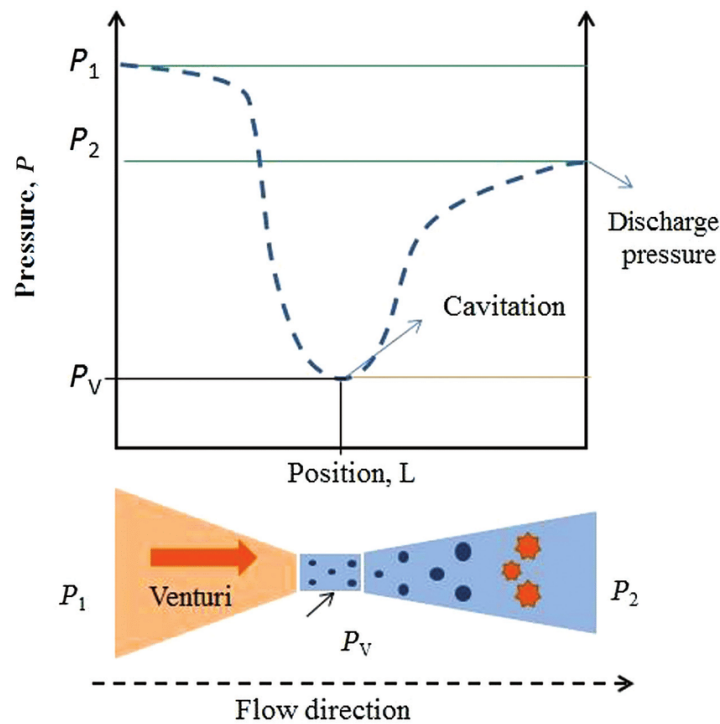 P1
P2
Pressure, P
Discharge
pressure
Cavitation
PV
Position, L
Venturi
P1
P2
PV
Flow direction